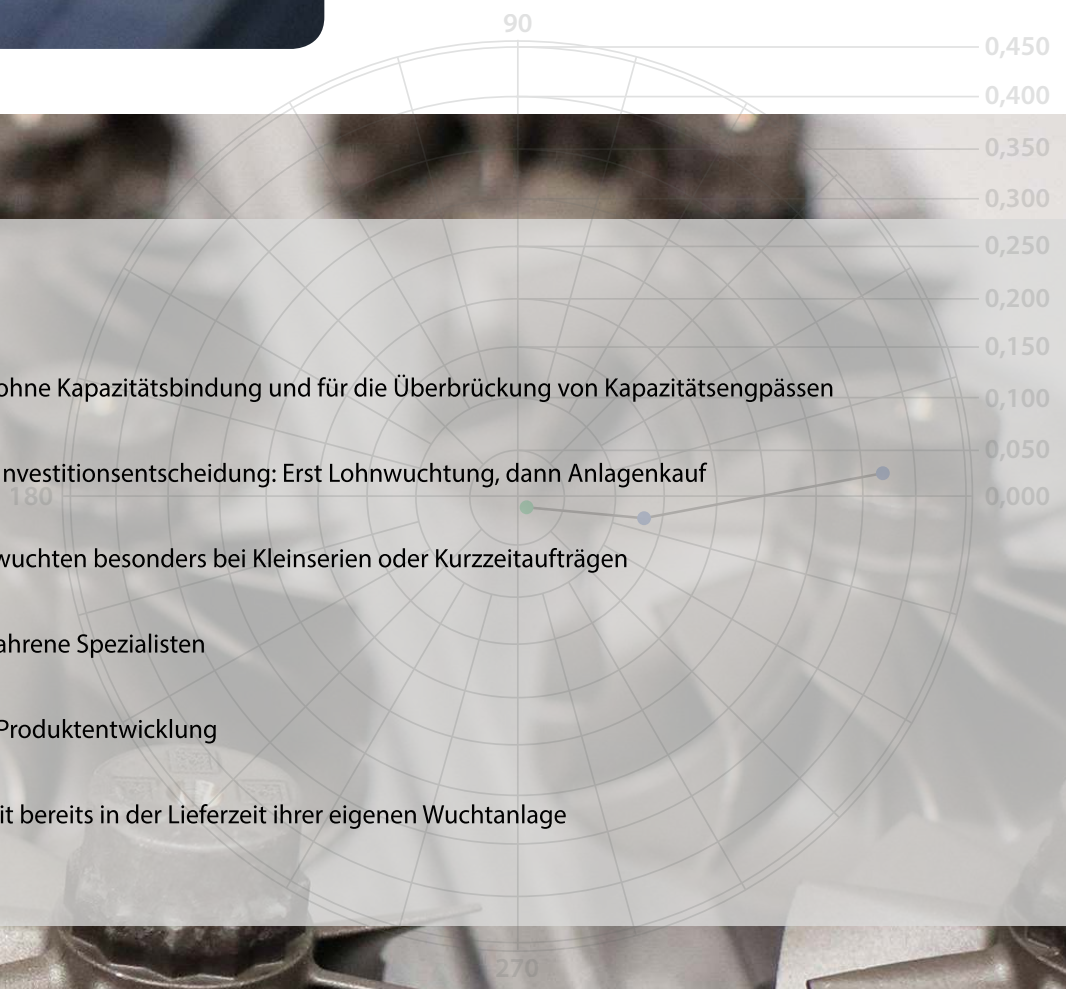 90
0,450
0,400
0,350
0,300
0,250
0,200
0,150
ohne Kapazitätsbindung und für die Überbrückung von Kapazitätsengpässen
0,100
0,050
nvestitionsentscheidung: Erst Lohnwuchtung, dann Anlagenkauf
180
0,000
wuchten besonders bei Kleinserien oder Kurzzeitaufträgen
ahrene Spezialisten
Produktentwicklung
it bereits in der Lieferzeit ihrer eigenen Wuchtanlage
270